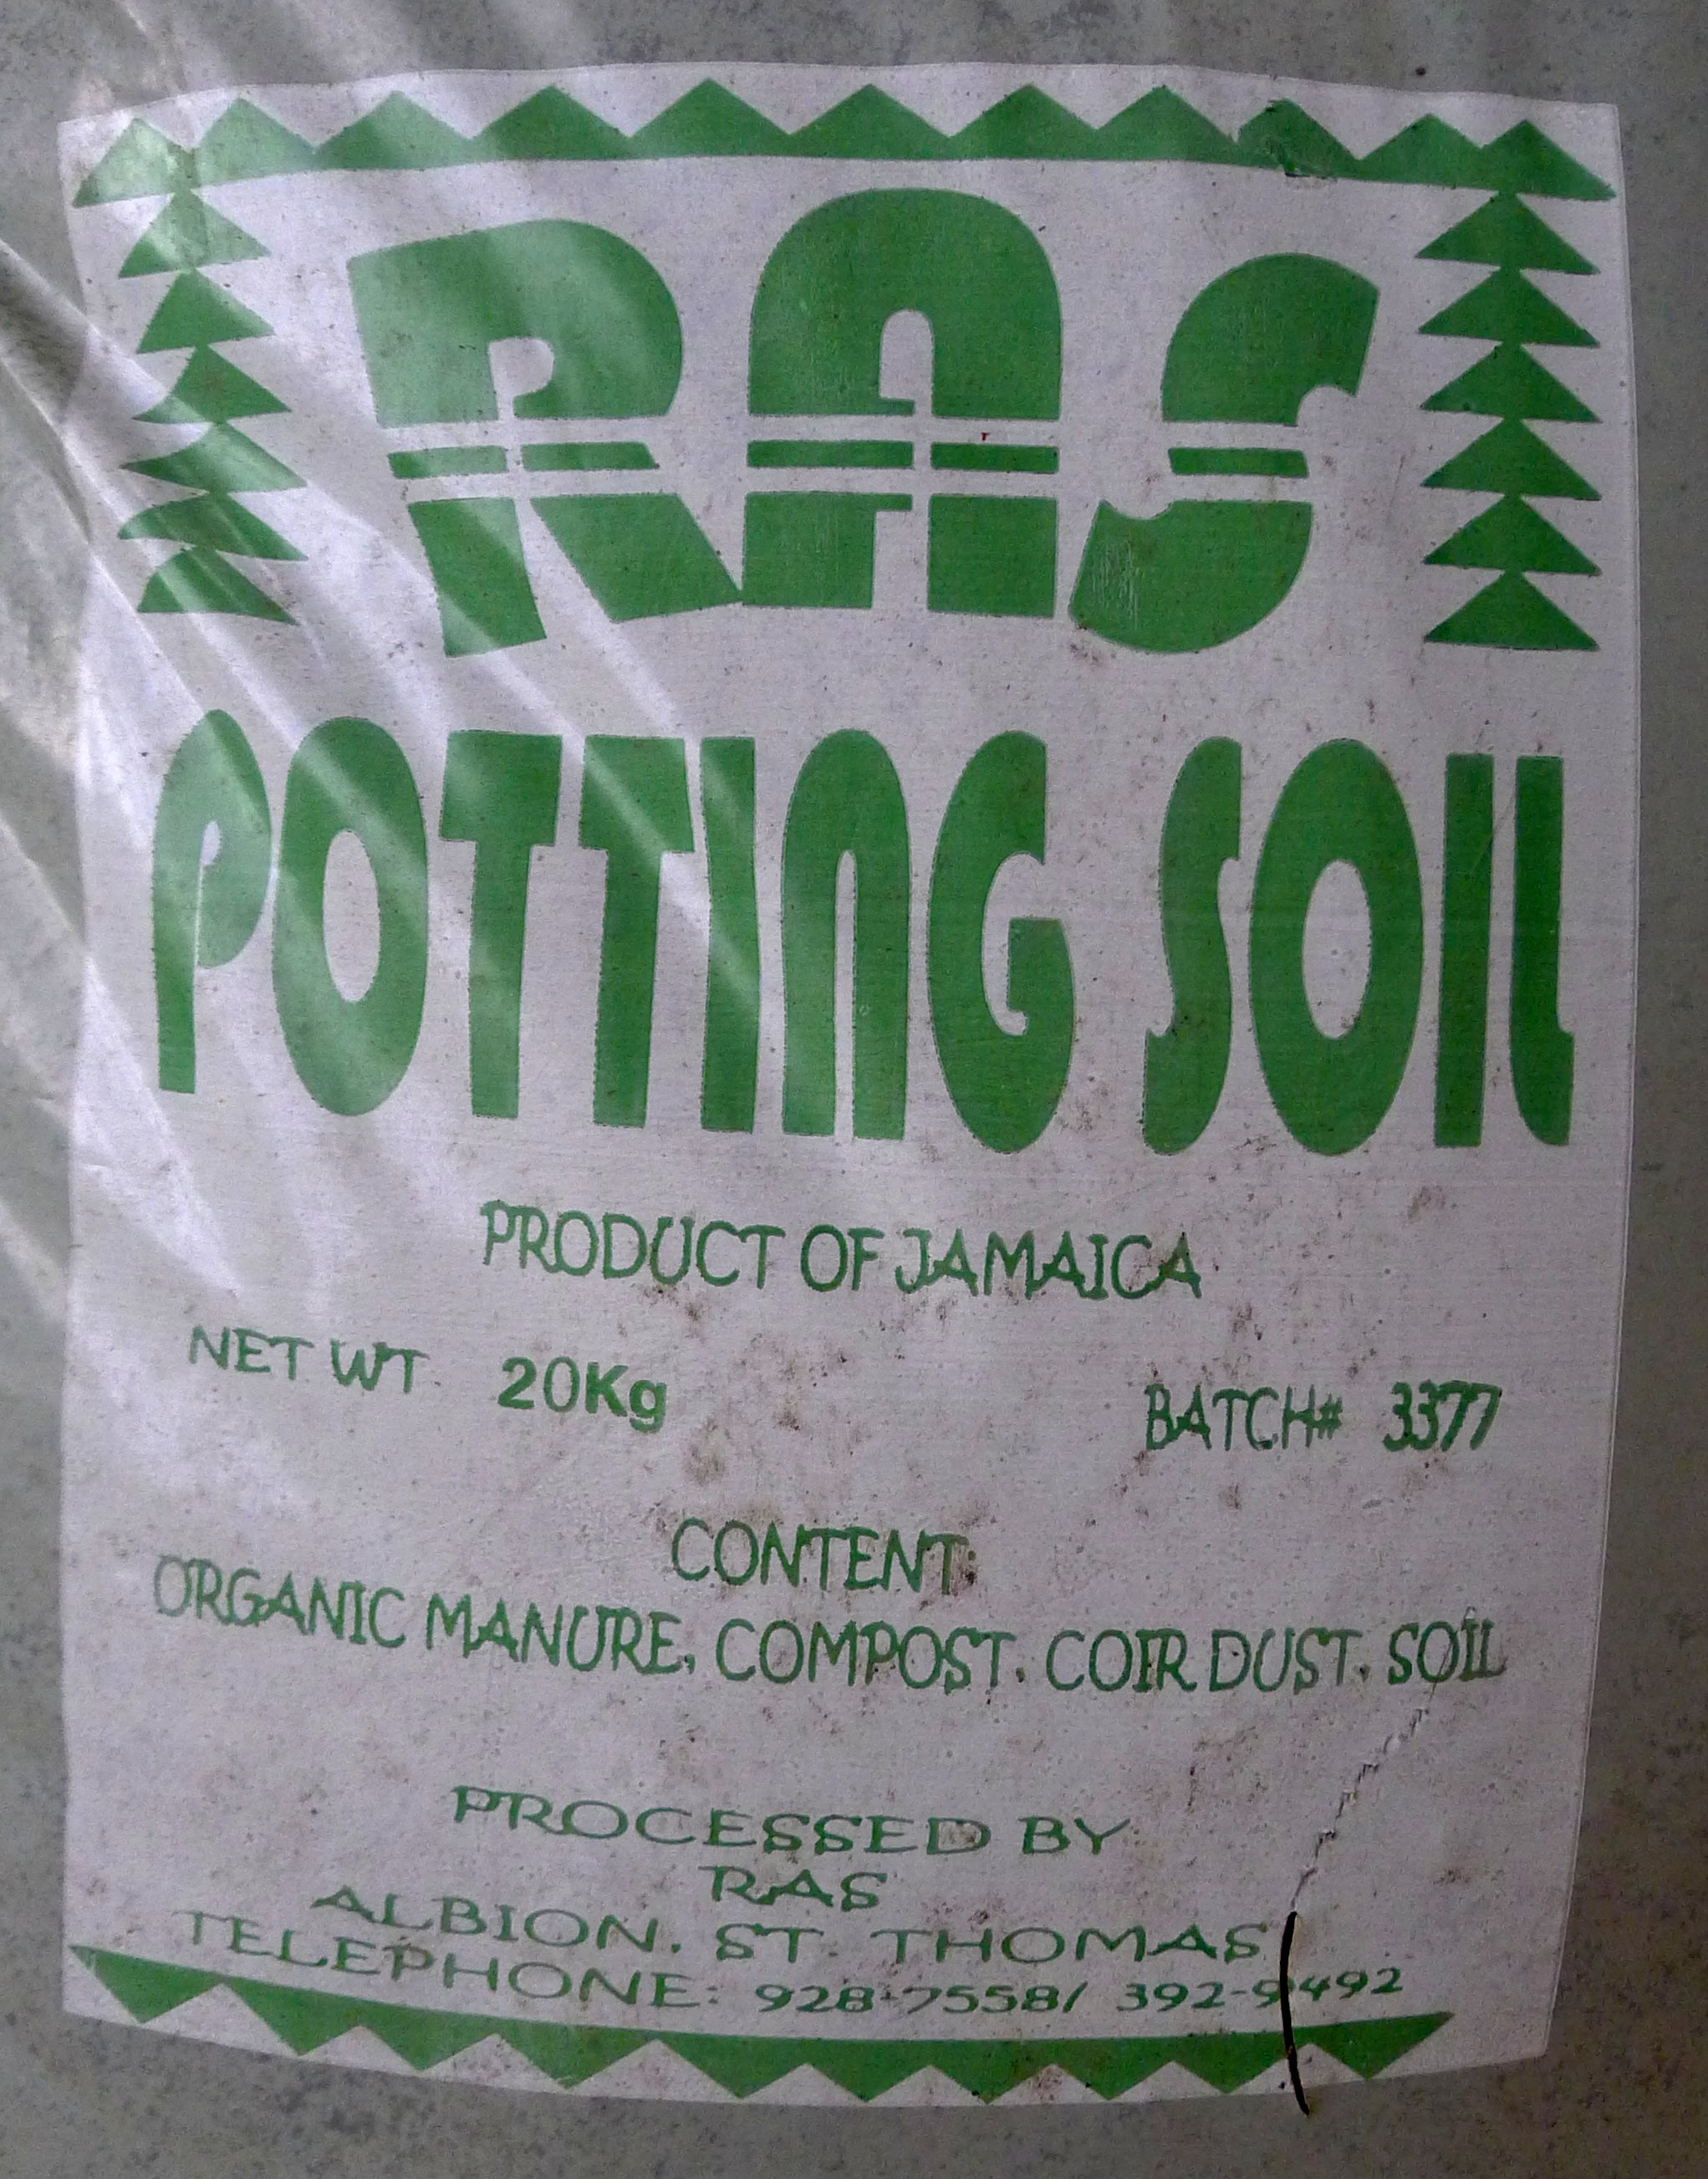 RAS
POTTING SOIL
PRODUCT OF JAMAICA
NET WT. 20Kg BATCH# 3377
CONTENT:
ORGANIC MANURE, COMPOST, COIR DUST, SOIL
PROCESSED BY
RAS
ALBION, ST. THOMAS
TELEPHONE: 928-7558/ 392-9492